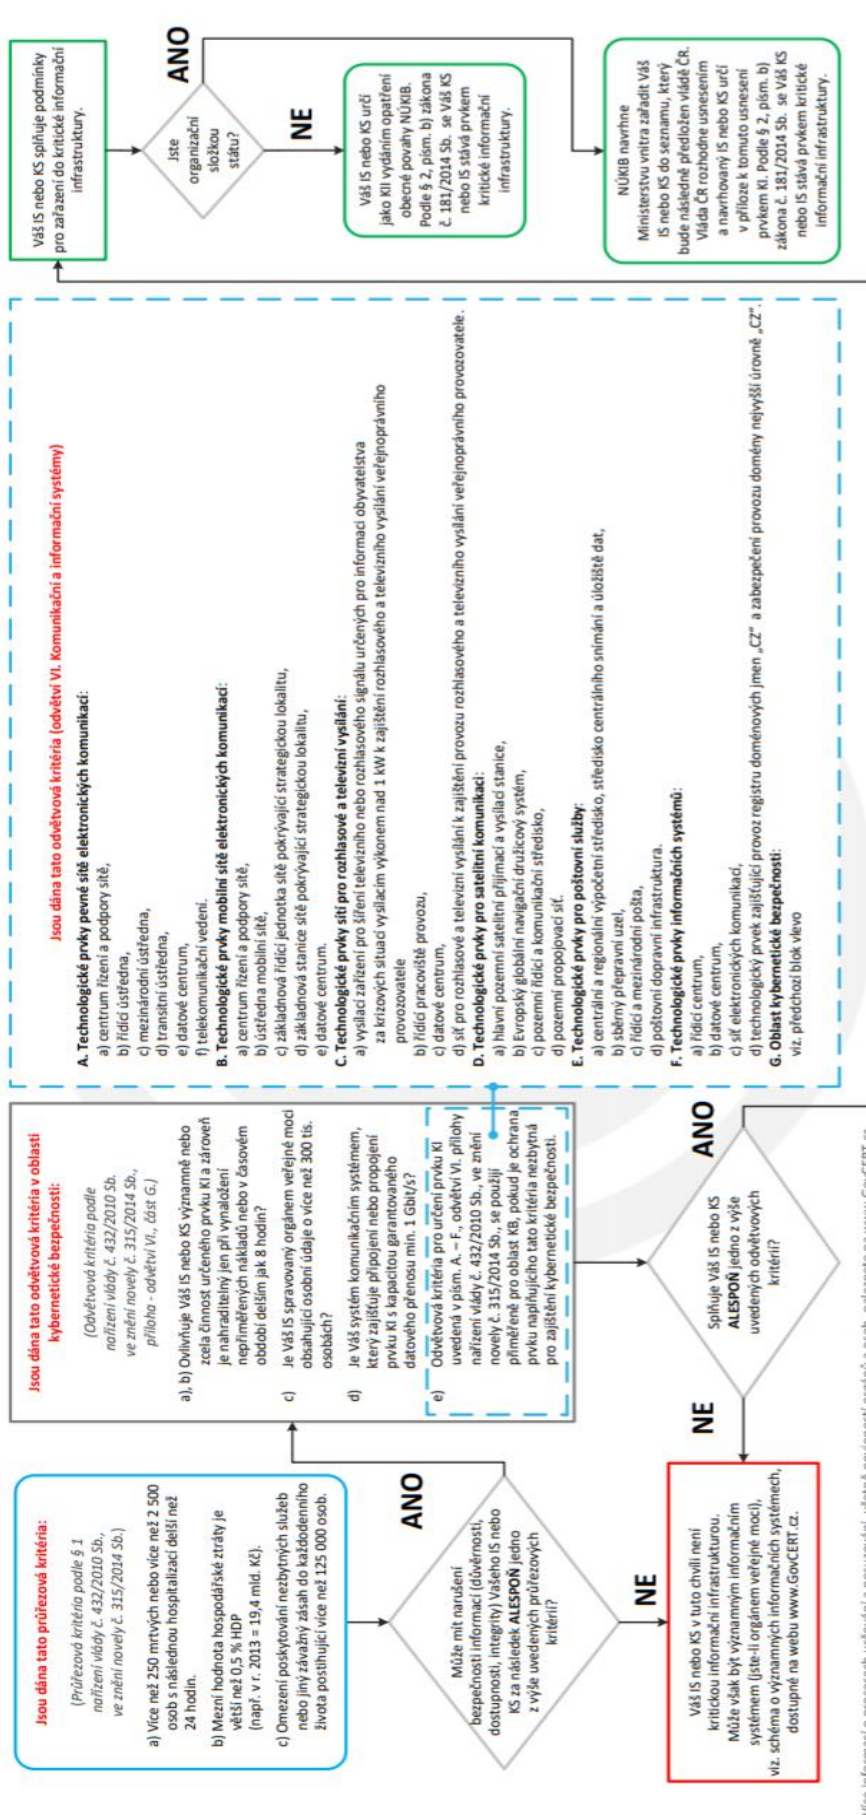 Jsou dána tato průřezová kritéria:
(Průřezová kritéria podle § 1
nařízení vlády č. 432/2010 Sb.,
ve znění novely č. 315/2014 Sb.)
a) Více než 250 mrtvých nebo více než 2 500
osob s následnou hospitalizací delší než
24 hodin.
b) Mezní hodnota hospodářské ztráty je
větší než 0,5 % HDP
(např. v r. 2013 = 19,4 mld. Kč).
c) Omezení poskytování nezbytných služeb
nebo jiný závažný zásah do každodenního
života postihující více než 125 000 osob.
Může mít narušení
bezpečnosti informací (důvěrnosti,
dostupnosti, integrity) Vašeho IS nebo
KS za následek ALESPOŇ jedno
z výše uvedených průřezových
kritérií?
ANO
NE
Váš IS nebo KS v tuto chvíli není
kritickou informační infrastrukturou.
Může však být významným informačním
systémem (jste-li orgánem veřejné moci),
viz. schéma o významných informačních systémech,
dostupné na webu www.GovCERT.cz.
Jsou dána tato odvětvová kritéria v oblasti
kybernetické bezpečnosti:
(Odvětvová kritéria podle
nařízení vlády č. 432/2010 Sb.
ve znění novely č. 315/2014 Sb.,
příloha - odvětví VI., část G.)
a), b) Ovlivňuje Váš IS nebo KS významně nebo
zcela činnost určeného prvku KI a zároveň
je nahraditelný jen při vynaložení
nepřiměřených nákladů nebo v časovém
období delším jak 8 hodin?
c) Je Váš IS spravovaný orgánem veřejné moci
obsahující osobní údaje o více než 300 tis.
osobách?
d) Je Váš systém komunikačním systémem,
který zajišťuje připojení nebo propojení
prvku KI s kapacitou garantovaného
datového přenosu min. 1 Gbit/s?
e) Odvětvová kritéria pro určení prvku KI
uvedená v písm. A. – F., odvětví VI. přílohy
nařízení vlády č. 432/2010 Sb., ve znění
novely č. 315/2014 Sb., se použijí
přiměřeně pro oblast KB, pokud je ochrana
prvku naplňujícího tato kritéria nezbytná
pro zajištění kybernetické bezpečnosti.
Splňuje Váš IS nebo KS
ALESPOŇ jedno z výše
uvedených odvětvových
kritérií?
NE
ANO
Jsou dána tato odvětvová kritéria (odvětví VI. Komunikační a informační systémy)
A. Technologické prvky pevné sítě elektronických komunikací:
a) centrum řízení a podpory sítě,
b) řídící ústředna,
c) mezinárodní ústředna,
d) transitní ústředna,
e) datové centrum,
f) telekomunikační vedení.
B. Technologické prvky mobilní sítě elektronických komunikací:
a) centrum řízení a podpory sítě,
b) ústředna mobilní sítě,
c) základnová řídící jednotka sítě pokrývající strategickou lokalitu,
d) základnová stanice sítě pokrývající strategickou lokalitu,
e) datové centrum.
C. Technologické prvky sítí pro rozhlasové a televizní vysílání:
a) vysílací zařízení pro šíření televizního nebo rozhlasového signálu určených pro informaci obyvatelstva
za krizových situací vysílacím výkonem nad 1 kW k zajištění rozhlasového a televizního vysílání veřejnoprávního
provozovatele
b) řídící pracoviště provozu,
c) datové centrum,
d) síť pro rozhlasové a televizní vysílání k zajištění provozu rozhlasového a televizního vysílání veřejnoprávního provozovatele.
D. Technologické prvky pro satelitní komunikaci:
a) hlavní pozemní satelitní přijímací a vysílací stanice,
b) Evropský globální navigační družicový systém,
c) pozemní řídící a komunikační středisko,
d) pozemní propojovací síť.
E. Technologické prvky pro poštovní služby:
a) centrální a regionální výpočetní středisko, středisko centrálního snímání a úložiště dat,
b) sběrný přepravní uzel,
c) řídící a mezinárodní pošta,
d) poštovní dopravní infrastruktura.
F. Technologické prvky informačních systémů:
a) řídící centrum,
b) datové centrum,
c) síť elektronických komunikací,
d) technologický prvek zajišťující provoz registru doménových jmen „CZ“ a zabezpečení provozu domény nejvyšší úrovně „CZ“.
G. Oblast kybernetické bezpečnosti:
viz. předchozí blok vlevo
Váš IS nebo KS splňuje podmínky
pro zařazení do kritické informační
infrastruktury.
Jste
organizační
složkou
státu?
ANO
NE
Váš IS nebo KS určí
jako KII vydáním opatření
obecné povahy NÚKIB.
Podle § 2, písm. b) zákona
č. 181/2014 Sb. se Váš KS
nebo IS stává prvkem
kritické informační
infrastruktury.
NÚKIB navrhne
Ministerstvu vnitra zařadit Váš
IS nebo KS do seznamu, který
bude následně předložen vládě ČR.
Vláda ČR rozhodne usnesením
a navrhovaný IS nebo KS určí
v příloze k tomuto usnesení
prvkem KI. Podle § 2, písm. b)
zákona č. 181/2014 Sb. se Váš KS
nebo IS stává prvkem kritické
informační infrastruktury.